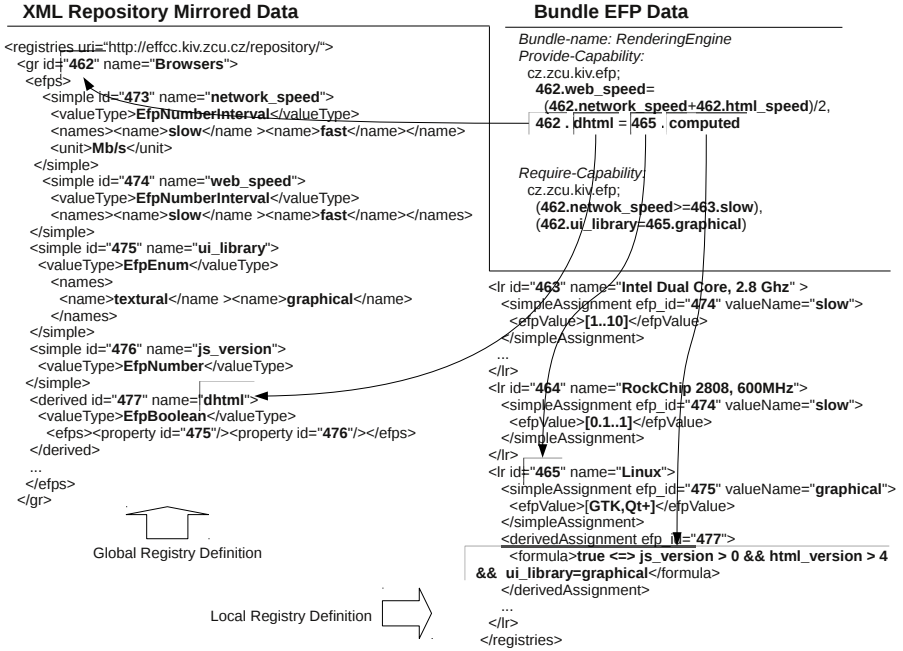 XML Repository Mirrored Data
<registries uri="http://effcc.kiv.zcu.cz/repository/“>
<gr id="462" name="Browsers">
<efps>
<simple id="473" name="network_speed">
<valueType>EfpNumberInterval</valueType>
<names><name>slow</name ><name>fast</name></name>
<unit>Mb/s</unit>
</simple>
<simple id="474" name="web_speed">
<valueType>EfpNumberInterval</valueType>
<names><name>slow</name ><name>fast</name></names>
</simple>
<simple id="475" name="ui_library">
<valueType>EfpEnum</valueType>
<names>
<name>textural</name ><name>graphical</name>
</names>
</simple>
<simple id="476" name="js_version">
<valueType>EfpNumber</valueType>
</simple>
<derived id="477" name="dhtml">
<valueType>EfpBoolean</valueType>
<efps><property id="475"/><property id="476"/></efps>
</derived>
...
</efps>
</gr>
Global Registry Definition
Local Registry Definition
Bundle EFP Data
Bundle-name: RenderingEngine
Provide-Capability:
cz.zcu.kiv.efp;
462.web_speed=
(462.network_speed+462.html_speed)/2,
462 . dhtml = 465 . computed
Require-Capability:
cz.zcu.kiv.efp;
(462.netwok_speed>=463.slow),
(462.ui_library=465.graphical)
<lr id="463" name="Intel Dual Core, 2.8 Ghz" >
<simpleAssignment efp_id="474" valueName="slow">
<efpValue>[1..10]</efpValue>
</simpleAssignment>
...
</lr>
<lr id="464" name="RockChip 2808, 600MHz">
<simpleAssignment efp_id="474" valueName="slow">
<efpValue>[0.1..1]</efpValue>
</simpleAssignment>
</lr>
<lr id="465" name="Linux">
<simpleAssignment efp_id="475" valueName="graphical">
<efpValue>[GTK,Qt+]</efpValue>
</simpleAssignment>
<derivedAssignment efp_id="477">
<formula>true <=> js_version > 0 && html_version > 4
&& ui_library=graphical</formula>
</derivedAssignment>
...
</lr>
</registries>